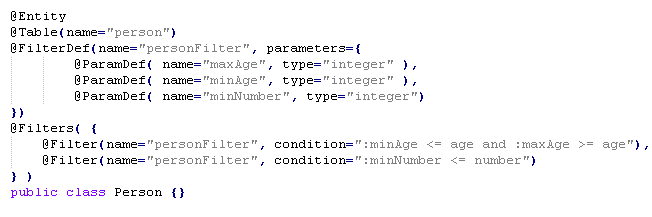 @Entity
@Table(name="person")
@FilterDef(name="personFilter", parameters={
@ParamDef( name="maxAge", type="integer" ),
@ParamDef( name="minAge", type="integer" ),
@ParamDef( name="minNumber", type="integer")
})
@Filters( {
@Filter(name="personFilter", condition=":minAge <= age and :maxAge >= age"),
@Filter(name="personFilter", condition=":minNumber <= number")
} )
public class Person {}